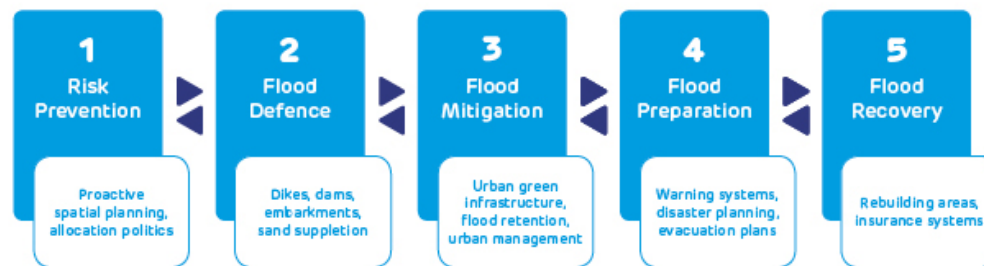 1
Risk
Prevention
Proactive
spatial planning,
allocation politics
2
Flood
Defence
Dikes, dams,
embarkments,
sand suppletion
3
Flood
Mitigation
Urban green
infrastructure,
flood retention,
urban management
4
Flood
Preparation
Warning systems,
disaster planning,
evacuation plans
5
Flood
Recovery
Rebuilding areas,
insurance systems